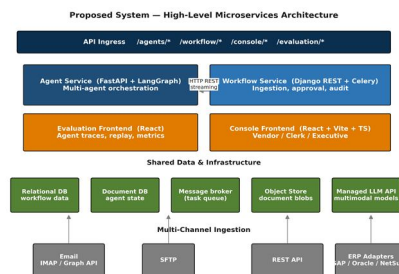 Proposed System — High-Level Microservices Architecture
API Ingress /agents/* /workflow/* /console/* /evaluation/*
Agent Service (FastAPI + LangGraph)
Multi-agent orchestration
HTTP REST
streaming
Workflow Service (Django REST + Celery)
Ingestion, approval, audit
Evaluation Frontend (React)
Agent traces, replay, metrics
Console Frontend (React + Vite + TS)
Vendor / Clerk / Executive
Shared Data & Infrastructure
Relational DB
workflow data
Document DB
agent state
Message broker
(task queue)
Object Store
document blobs
Managed LLM API
multimodal models
Multi-Channel Ingestion
Email
IMAP / Graph API
SFTP
REST API
ERP Adapters
SAP / Oracle / NetSu